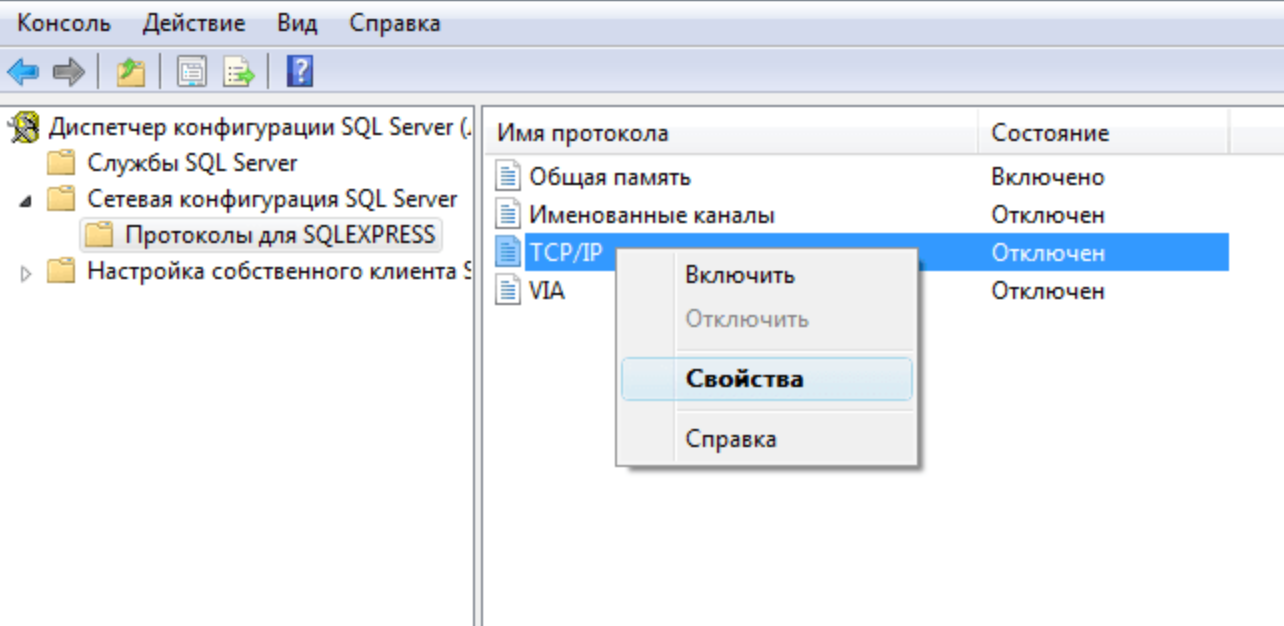 Консоль Действие Вид Справка
Диспетчер конфигурации SQL Server (
Службы SQL Server
Сетевая конфигурация SQL Server
Протоколы для SQLEXPRESS
Настройка собственного клиента S
Имя протокола Состояние
Общая память Включено
Именованные каналы Отключен
TCP/IP Отключен
VIA Отключен
Включить
Отключить
Свойства
Справка